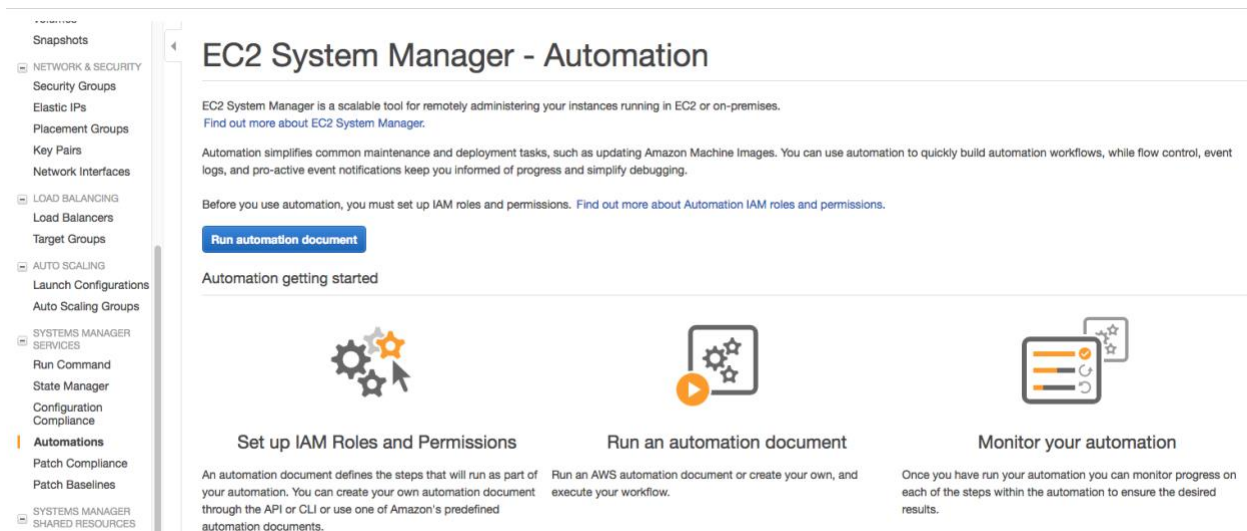 Snapshots
NETWORK & SECURITY
Security Groups
Elastic IPs
Placement Groups
Key Pairs
Network Interfaces
LOAD BALANCING
Load Balancers
Target Groups
AUTO SCALING
Launch Configurations
Auto Scaling Groups
SYSTEMS MANAGER
SERVICES
Run Command
State Manager
Configuration
Compliance
Automations
Patch Compliance
Patch Baselines
SYSTEMS MANAGER
SHARED RESOURCES
EC2 System Manager - Automation
EC2 System Manager is a scalable tool for remotely administering your instances running in EC2 or on-premises.
Find out more about EC2 System Manager.
Automation simplifies common maintenance and deployment tasks, such as updating Amazon Machine Images. You can use automation to quickly build automation workflows, while flow control, event
logs, and pro-active event notifications keep you informed of progress and simplify debugging.
Before you use automation, you must set up IAM roles and permissions. Find out more about Automation IAM roles and permissions.
Run automation document
Automation getting started
Set up IAM Roles and Permissions
An automation document defines the steps that will run as part of
your automation. You can create your own automation document
through the API or CLI or use one of Amazon's predefined
automation documents.
Run an automation document
Run an AWS automation document or create your own, and
execute your workflow.
Monitor your automation
Once you have run your automation you can monitor progress on
each of the steps within the automation to ensure the desired
results.